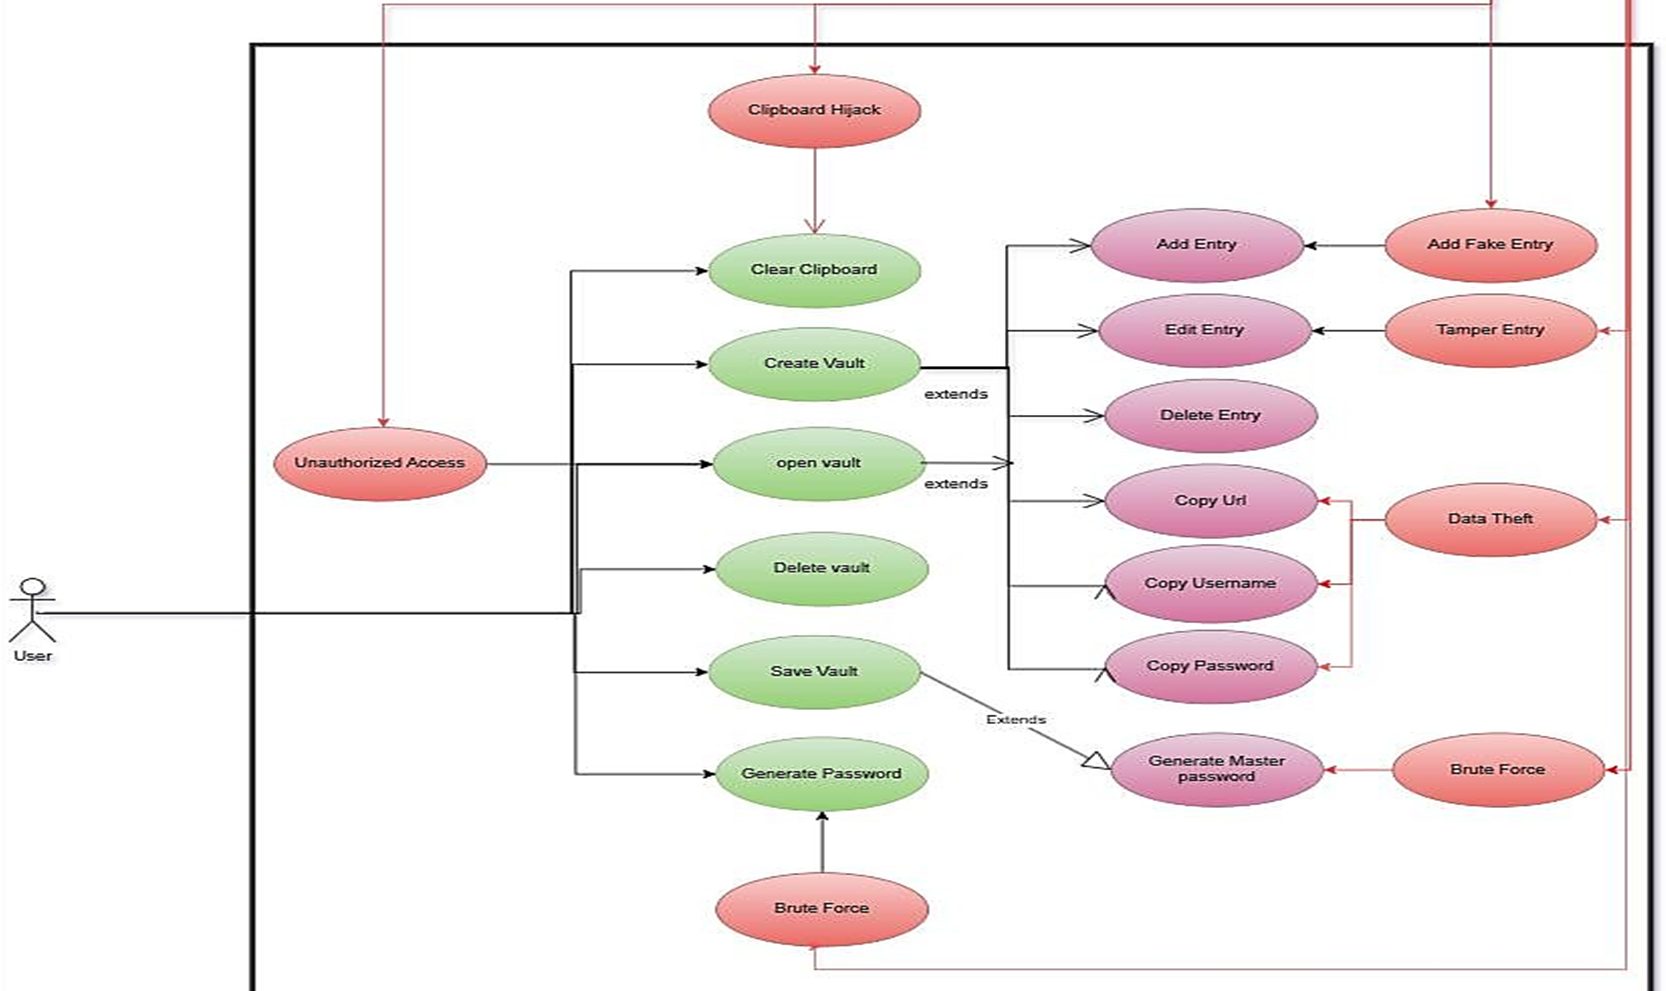 Clipboard Hijack
Add Entry
Add Fake Entry
Clear Clipboard
Edit Entry
Tamper Entry
Create Vault
extends
Delete Entry
Unauthorized Access
open vault
extends
Copy Url
Data Theft
Delete vault
Copy Username
User
Save Vault
Copy Password
Extends
Generate Password
Generate Master
password
Brute Force
Brute Force